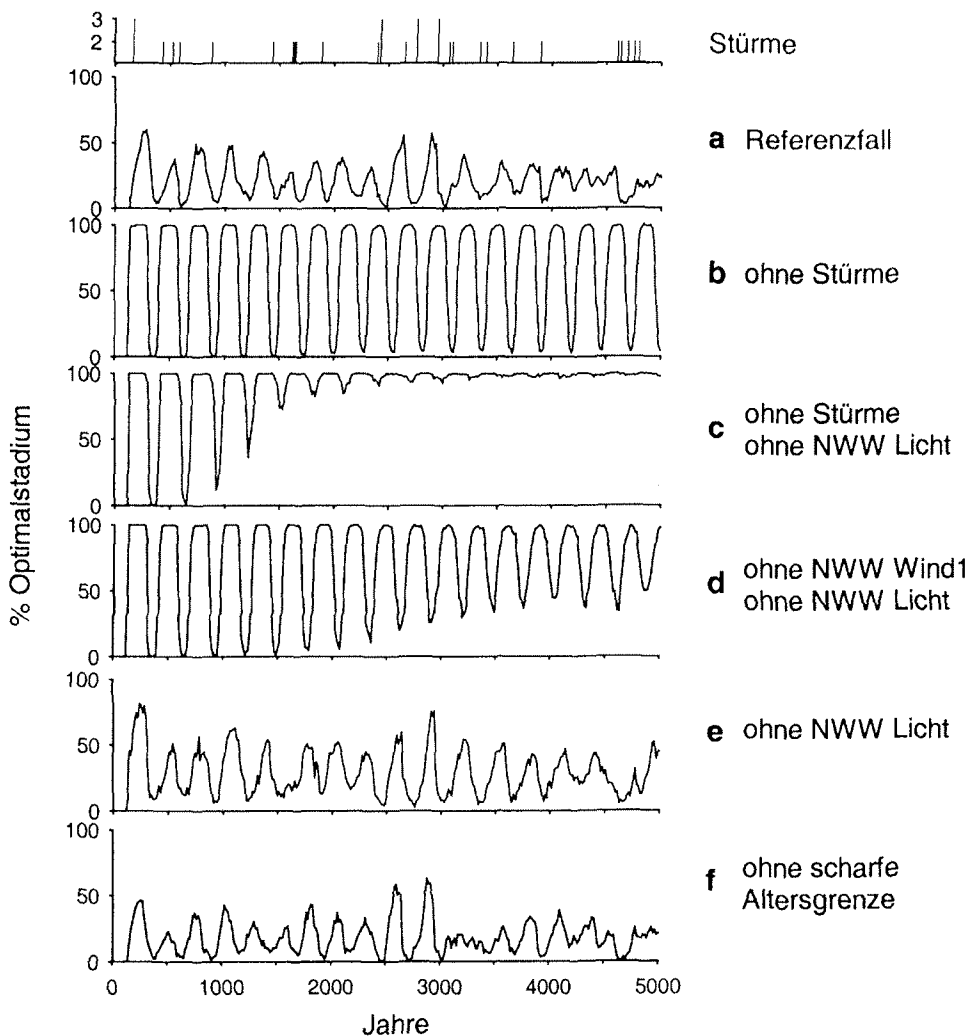 3
2
Stürme
100
50
0
a Referenzfall
100
50
0
b ohne Stürme
100
50
0
c ohne Stürme
ohne NWW Licht
% Optimalstadium
100
50
0
d ohne NWW Wind1
ohne NWW Licht
100
50
0
e ohne NWW Licht
100
50
0
f ohne scharfe
Altersgrenze
0 1000 2000 3000 4000 5000
Jahre